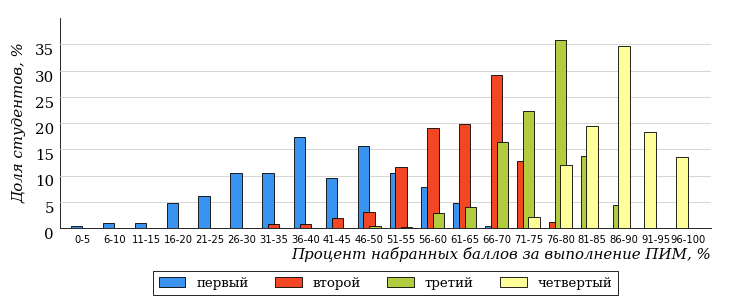 Доля студентов, %
35
30
25
20
15
10
5
0
0-5 6-10 11-15 16-20 21-25 26-30 31-35 36-40 41-45 46-50 51-55 56-60 61-65 66-70 71-75 76-80 81-85 86-90 91-95 96-100
Процент набранных баллов за выполнение ПИМ, %
первый второй третий четвертый